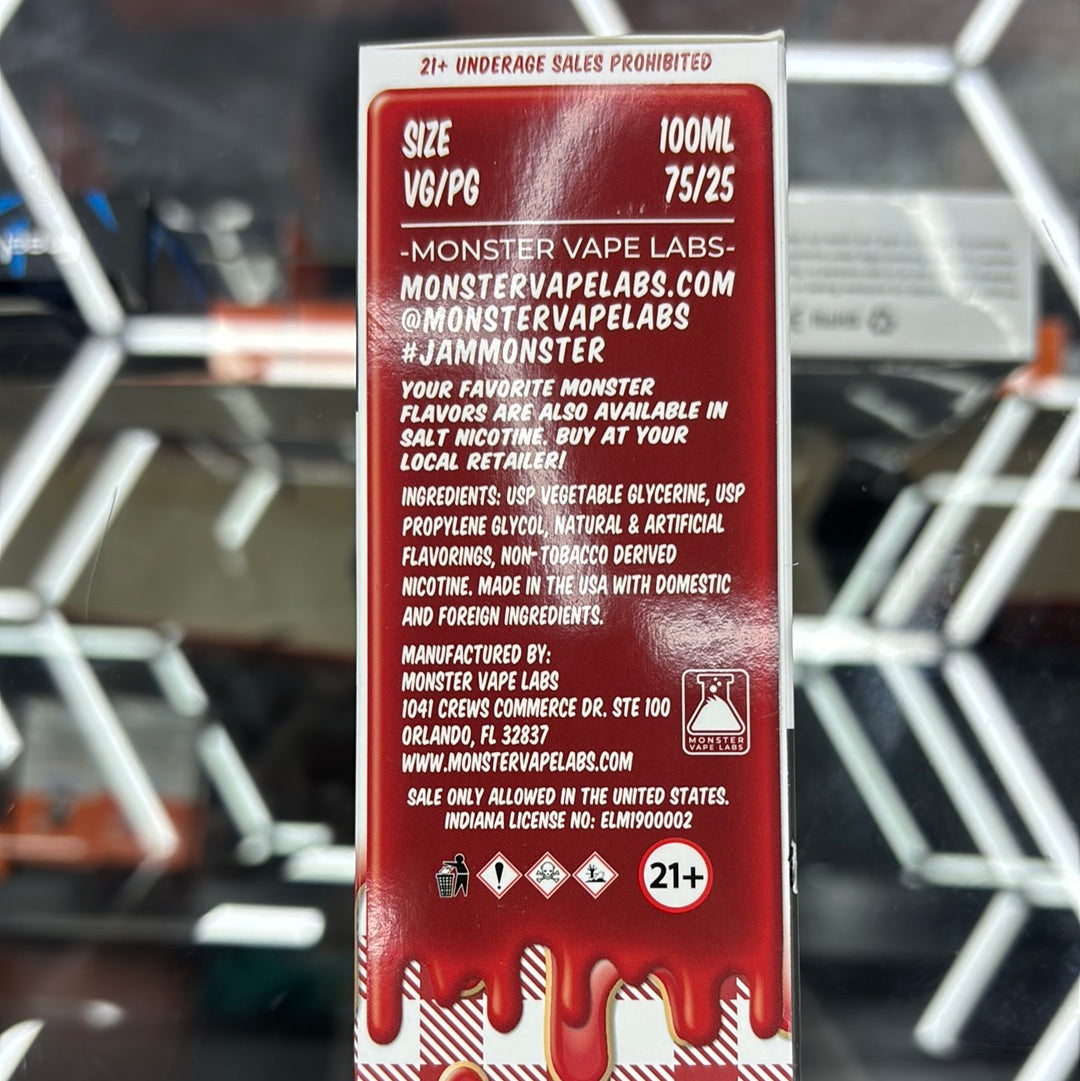 21+ UNDERAGE SALES PROHIBITED
SIZE 100ML
VG/PG 75/25
-MONSTER VAPE LABS-
MONSTERVAPELABS.COM
@MONSTERVAPELABS
#JAMMONSTER
YOUR FAVORITE MONSTER
FLAVORS ARE ALSO AVAILABLE IN
SALT NICOTINE. BUY AT YOUR
LOCAL RETAILER!
INGREDIENTS: USP VEGETABLE GLYCERINE, USP
PROPYLENE GLYCOL, NATURAL & ARTIFICIAL
FLAVORINGS, NON-TOBACCO DERIVED
NICOTINE. MADE IN THE USA WITH DOMESTIC
AND FOREIGN INGREDIENTS.
MANUFACTURED BY:
MONSTER VAPE LABS
1041 CREWS COMMERCE DR. STE 100
ORLANDO, FL 32837
WWW.MONSTERVAPELABS.COM
MONSTER
VAPE LABS
SALE ONLY ALLOWED IN THE UNITED STATES.
INDIANA LICENSE NO: ELMI900002
21+